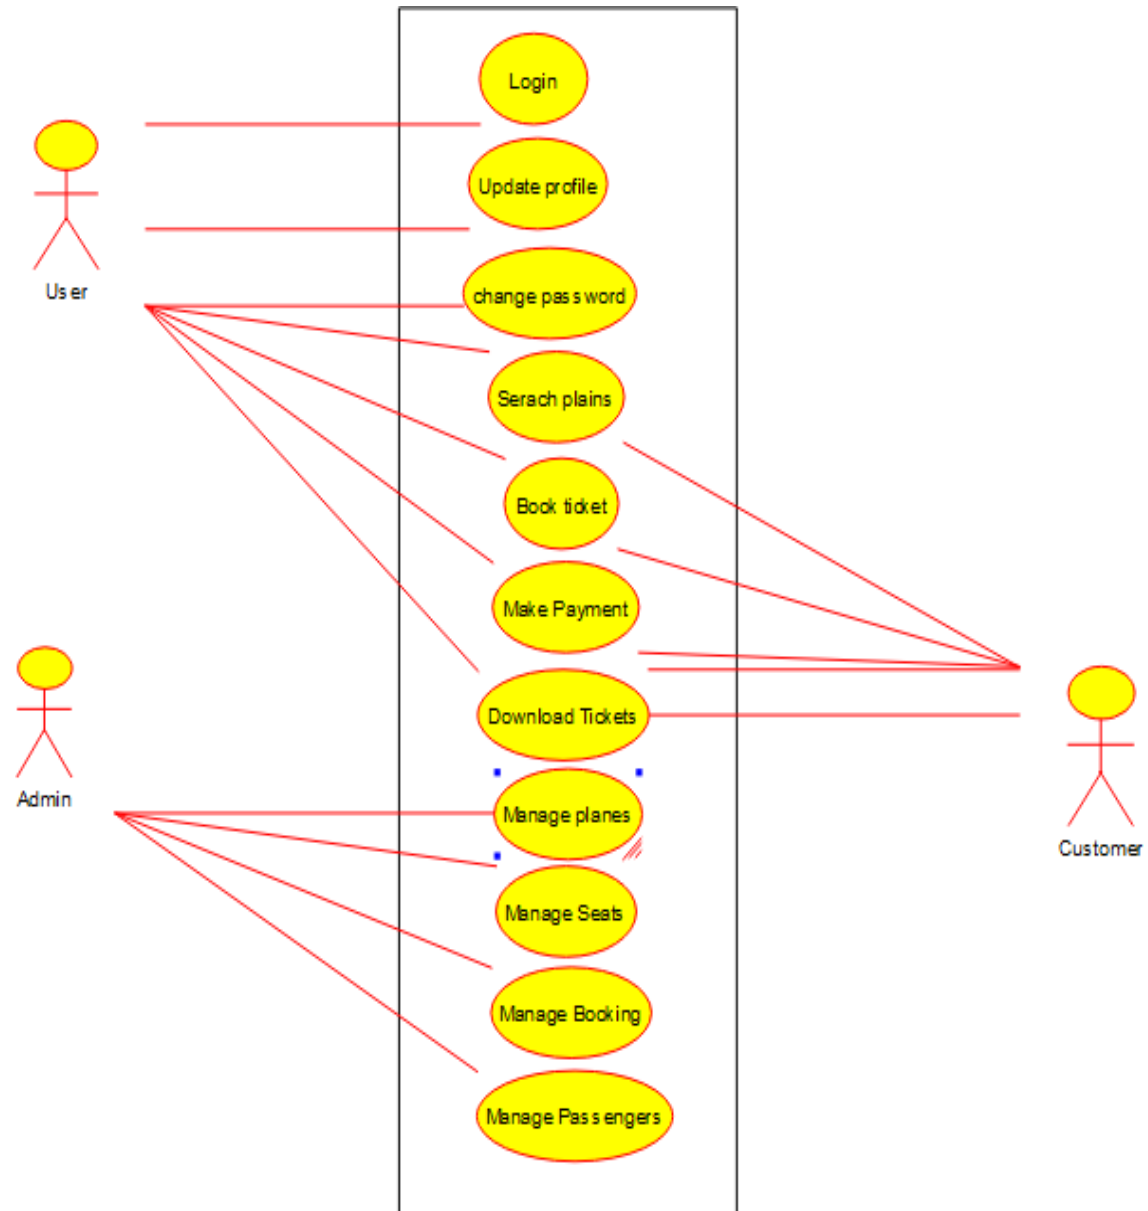 Login
Update profile
User
change password
Serach plains
Book ticket
Make Payment
Download Tickets
Admin
Manage planes
Customer
Manage Seats
Manage Booking
Manage Passengers